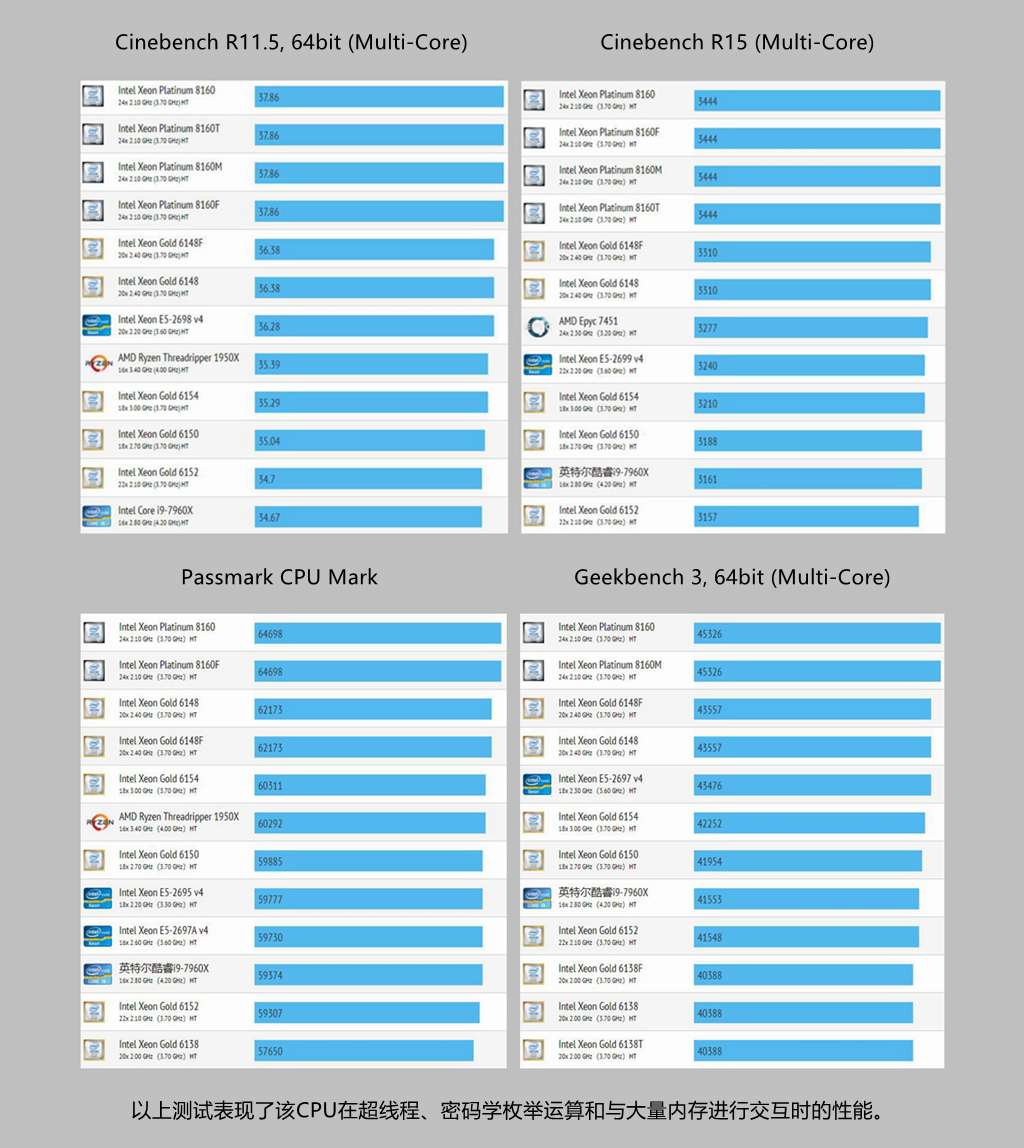 Cinebench R11.5, 64bit (Multi-Core)
Intel Xeon Platinum 8160
24x 2.10 GHz (3.70 GHz) HT
37.86
Intel Xeon Platinum 8160T
24x 2.10 GHz (3.70 GHz) HT
37.86
Intel Xeon Platinum 8160M
24x 2.10 GHz (3.70 GHz) HT
37.86
Intel Xeon Platinum 8160F
24x 2.10 GHz (3.70 GHz) HT
37.86
Intel Xeon Gold 6148F
20x 2.40 GHz (3.70 GHz) HT
36.38
Intel Xeon Gold 6148
20x 2.40 GHz (3.70 GHz) HT
36.38
Intel Xeon E5-2698 v4
20x 2.20 GHz (3.60 GHz) HT
36.28
RYZEN
AMD Ryzen Threadripper 1950X
16x 3.40 GHz (4.00 GHz) HT
35.39
Intel Xeon Gold 6154
18x 3.00 GHz (3.70 GHz) HT
35.29
Intel Xeon Gold 6150
18x 2.70 GHz (3.70 GHz) HT
35.04
Intel Xeon Gold 6152
22x 2.10 GHz (3.70 GHz) HT
34.7
Intel Core i9-7960X
16x 2.80 GHz (4.20 GHz) HT
34.67
Cinebench R15 (Multi-Core)
Intel Xeon Platinum 8160
24x 2.10 GHz (3.70 GHz) HT
3444
Intel Xeon Platinum 8160F
24x 2.10 GHz (3.70 GHz) HT
3444
Intel Xeon Platinum 8160M
24x 2.10 GHz (3.70 GHz) HT
3444
Intel Xeon Platinum 8160T
24x 2.10 GHz (3.70 GHz) HT
3444
Intel Xeon Gold 6148F
20x 2.40 GHz (3.70 GHz) HT
3310
Intel Xeon Gold 6148
20x 2.40 GHz (3.70 GHz) HT
3310
AMD Epyc 7451
24x 2.30 GHz (3.20 GHz) HT
3277
Intel Xeon E5-2699 v4
22x 2.20 GHz (3.60 GHz) HT
3240
Intel Xeon Gold 6154
18x 3.00 GHz (3.70 GHz) HT
3210
Intel Xeon Gold 6150
18x 2.70 GHz (3.70 GHz) HT
3188
英特尔酷睿i9-7960X
16x 2.80 GHz (4.20 GHz) HT
3161
Intel Xeon Gold 6152
22x 2.10 GHz (3.70 GHz) HT
3157
Passmark CPU Mark
Intel Xeon Platinum 8160
24x 2.10 GHz (3.70 GHz) HT
64698
Intel Xeon Platinum 8160F
24x 2.10 GHz (3.70 GHz) HT
64698
Intel Xeon Gold 6148
20x 2.40 GHz (3.70 GHz) HT
62173
Intel Xeon Gold 6148F
20x 2.40 GHz (3.70 GHz) HT
62173
Intel Xeon Gold 6154
18x 3.00 GHz (3.70 GHz) HT
60311
RYZEN
AMD Ryzen Threadripper 1950X
16x 3.40 GHz (4.00 GHz) HT
60292
Intel Xeon Gold 6150
18x 2.70 GHz (3.70 GHz) HT
59885
Intel Xeon E5-2695 v4
18x 2.20 GHz (3.30 GHz) HT
59777
Intel Xeon E5-2697A v4
16x 2.60 GHz (3.60 GHz) HT
59730
英特尔酷睿i9-7960X
16x 2.80 GHz (4.20 GHz) HT
59374
Intel Xeon Gold 6152
22x 2.10 GHz (3.70 GHz) HT
59307
Intel Xeon Gold 6138
20x 2.00 GHz (3.70 GHz) HT
57650
Geekbench 3, 64bit (Multi-Core)
Intel Xeon Platinum 8160
24x 2.10 GHz (3.70 GHz) HT
45326
Intel Xeon Platinum 8160M
24x 2.10 GHz (3.70 GHz) HT
45326
Intel Xeon Gold 6148F
20x 2.40 GHz (3.70 GHz) HT
43557
Intel Xeon Gold 6148
20x 2.40 GHz (3.70 GHz) HT
43557
Intel Xeon E5-2697 v4
18x 2.30 GHz (3.60 GHz) HT
43476
Intel Xeon Gold 6154
18x 3.00 GHz (3.70 GHz) HT
42252
Intel Xeon Gold 6150
18x 2.70 GHz (3.70 GHz) HT
41954
英特尔酷睿i9-7960X
16x 2.80 GHz (4.20 GHz) HT
41553
Intel Xeon Gold 6152
22x 2.10 GHz (3.70 GHz) HT
41548
Intel Xeon Gold 6138F
20x 2.00 GHz (3.70 GHz) HT
40388
Intel Xeon Gold 6138
20x 2.00 GHz (3.70 GHz) HT
40388
Intel Xeon Gold 6138T
20x 2.00 GHz (3.70 GHz) HT
40388
以上测试表现了该CPU在超线程、密码学枚举运算和与大量内存进行交互时的性能。